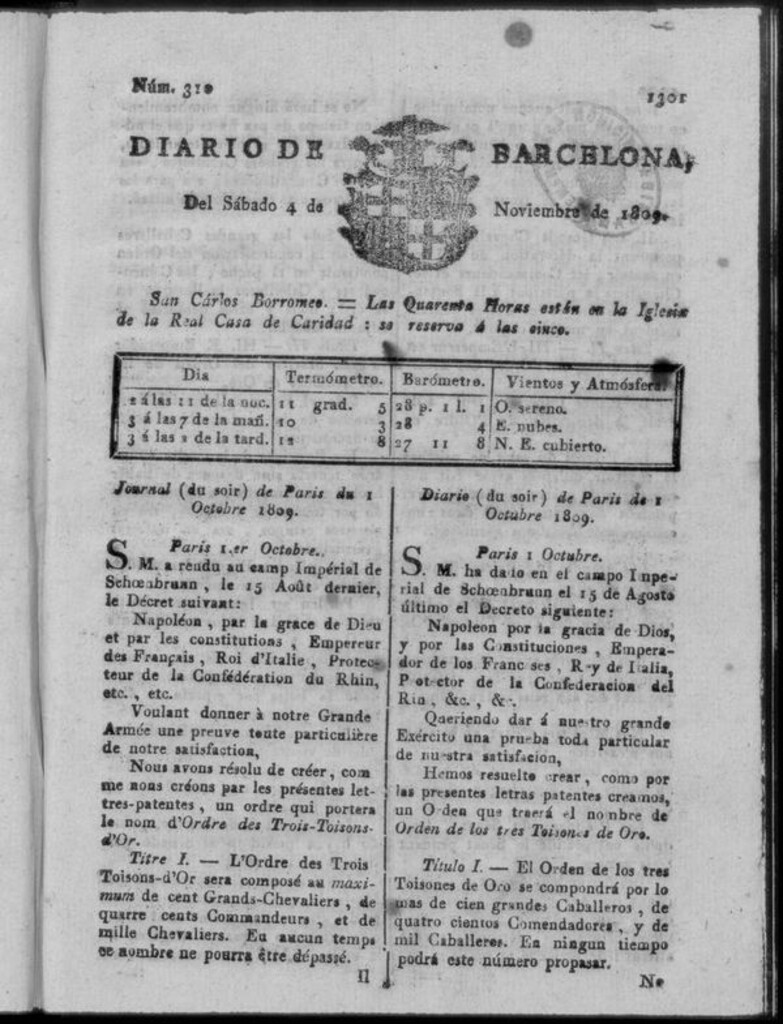 Núm. 310
1301
DIARIO DE BARCELONA,
Del Sábado 4 de Noviembre de 1809.
San Cárlos Borromeo. = Las Quarenta Horas están en la Iglesia
de la Real Casa de Caridad : se reserva á las cinco.
Dia Termómetro. Barómetro. Vientos y Atmósfera.
2 á las 11 de la noc. 11 grad. 5 28 p. 1 l. 1 O. sereno.
3 á las 7 de la mañ. 10 3 28 4 E. nubes.
3 á las 2 de la tard. 12 8 27 11 8 N. E. cubierto.
Journal (du soir) de Paris du 1
Octobre 1809.
Paris 1.er Octobre.
S. M. a rendu au camp Impérial de
Schœnbrunn, le 15 Août dernier,
le Décret suivant:
Napoléon, par la grace de Dieu
et par les constitutions, Empereur
des Français, Roi d'Italie, Protec-
teur de la Confédération du Rhin,
etc., etc.
Voulant donner à notre Grande
Armée une preuve toute particulière
de notre satisfaction,
Nous avons résolu de créer, com
me nous créons par les présentes let-
tres-patentes, un ordre qui portera
le nom d'Ordre des Trois-Toisons-
d'Or.
Titre I. — L'Ordre des Trois
Toisons-d'Or sera composé au maxi-
mum de cent Grands-Chevaliers, de
quatre cents Commandeurs, et de
mille Chevaliers. En aucun temps
ce nombre ne pourra être dépassé.
II
Diario (du soir) de Paris de 1
Octubre 1809.
Paris 1 Octubre.
S. M. ha dado en el campo Inpe-
rial de Schœnbrunn el 15 de Agosto
último el Decreto siguiente:
Napoleon por la gracia de Dios,
y por las Constituciones, Empera-
dor de los Franceses, Rey de Italia,
Protector de la Confederacion del
Rin, &c., &c.
Queriendo dar á nuestro grande
Exército una prueba toda particular
de nuestra satisfacion,
Hemos resuelto crear, como por
las presentes letras patentes creamos,
un Orden que traerá el nombre de
Orden de los tres Toisones de Oro.
Título I. — El Orden de los tres
Toisones de Oro se compondrá por lo
mas de cien grandes Caballeros, de
quatro cientos Comendadores, y de
mil Caballeros. En ningun tiempo
podrá este número propasar.
No